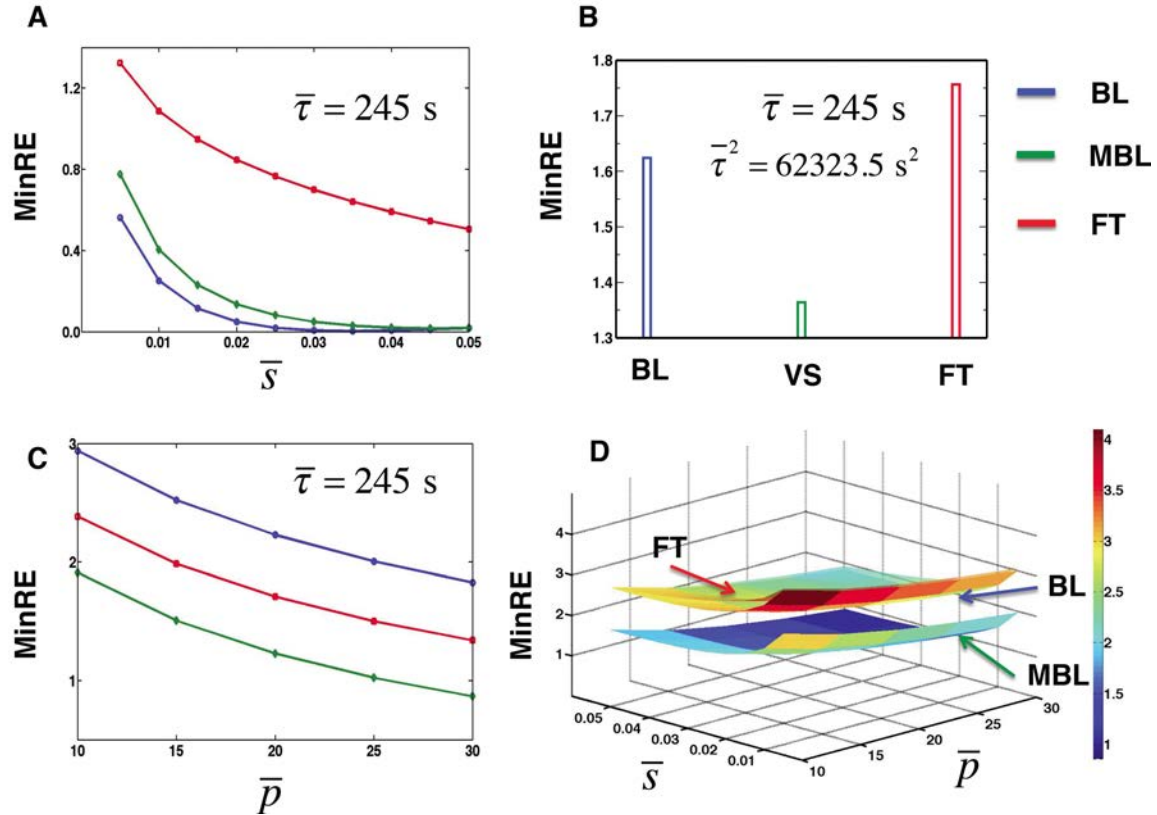 A
MinRE
1.2
0.8
0.4
0.0
τ̅ = 245 s
0.01
0.02
0.03
0.04
0.05
s̅
B
MinRE
1.8
1.7
1.6
1.5
1.4
1.3
τ̅ = 245 s
τ̅² = 62323.5 s²
BL
VS
FT
BL
MBL
FT
C
MinRE
3
2
1
τ̅ = 245 s
10
15
20
25
30
p̅
D
MinRE
4
3
2
1
FT
BL
MBL
0.05
0.04
0.03
0.02
0.01
s̅
10
15
20
25
30
p̅
4
3.5
3
2.5
2
1.5
1